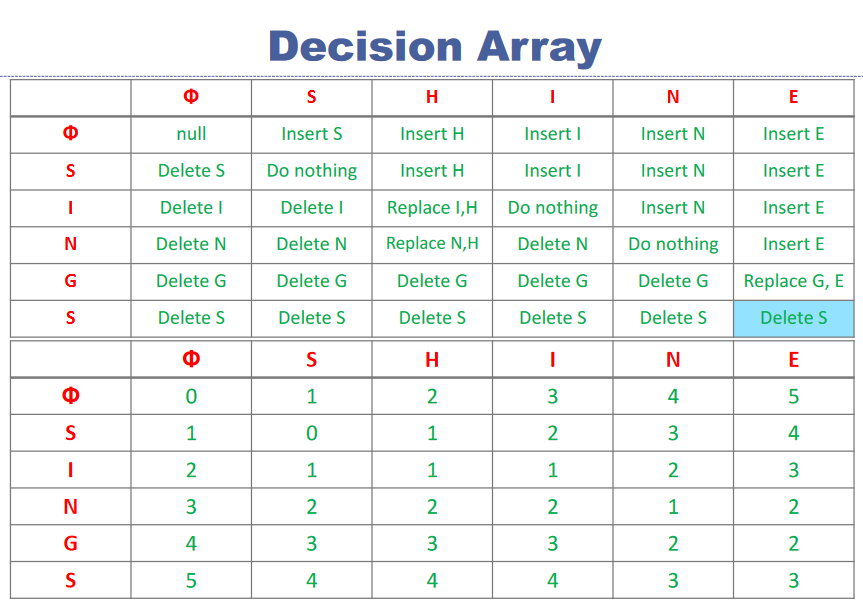 Decision Array
Φ S H I N E
Φ null Insert S Insert H Insert I Insert N Insert E
S Delete S Do nothing Insert H Insert I Insert N Insert E
I Delete I Delete I Replace I,H Do nothing Insert N Insert E
N Delete N Delete N Replace N,H Delete N Do nothing Insert E
G Delete G Delete G Delete G Delete G Delete G Replace G, E
S Delete S Delete S Delete S Delete S Delete S Delete S
Φ S H I N E
Φ 0 1 2 3 4 5
S 1 0 1 2 3 4
I 2 1 1 1 2 3
N 3 2 2 2 1 2
G 4 3 3 3 2 2
S 5 4 4 4 3 3